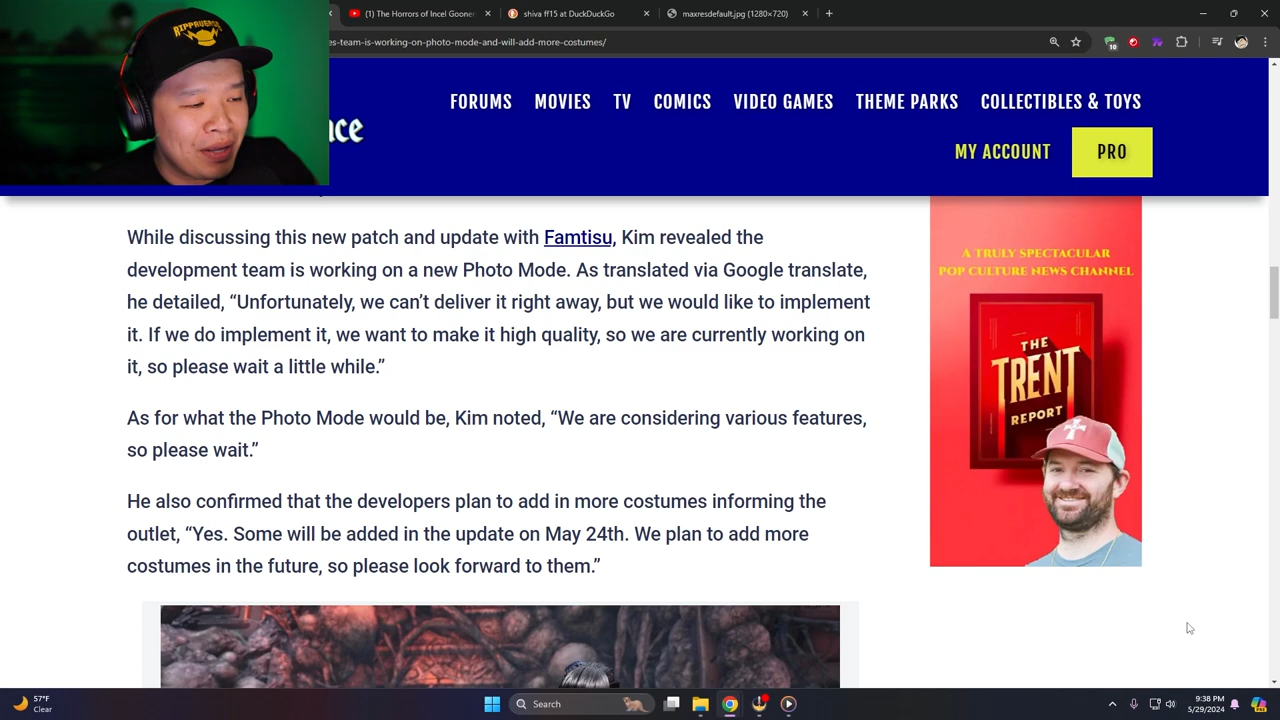 (1) The Horrors of Incel Gooner
shiva ff15 at DuckDuckGo
maxresdefault.jpg (1280×720)
es-team-is-working-on-photo-mode-and-will-add-more-costumes/
10
RIPPAVERSE
FORUMS MOVIES TV COMICS VIDEO GAMES THEME PARKS COLLECTIBLES & TOYS
ace
MY ACCOUNT PRO
While discussing this new patch and update with Famtisu, Kim revealed the
development team is working on a new Photo Mode. As translated via Google translate,
he detailed, “Unfortunately, we can’t deliver it right away, but we would like to implement
it. If we do implement it, we want to make it high quality, so we are currently working on
it, so please wait a little while.”
As for what the Photo Mode would be, Kim noted, “We are considering various features,
so please wait.”
He also confirmed that the developers plan to add in more costumes informing the
outlet, “Yes. Some will be added in the update on May 24th. We plan to add more
costumes in the future, so please look forward to them.”
A TRULY SPECTACULAR
POP CULTURE NEWS CHANNEL
THE
TRENT
REPORT
57°F
Clear
Search
9:38 PM
5/29/2024